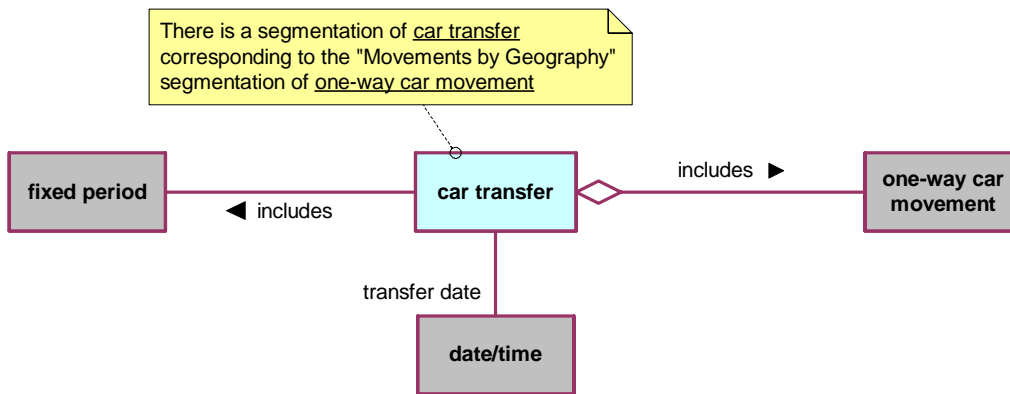 There is a segmentation of car transfer
corresponding to the "Movements by Geography"
segmentation of one-way car movement
fixed period
car transfer
includes
one-way car
movement
includes
transfer date
date/time